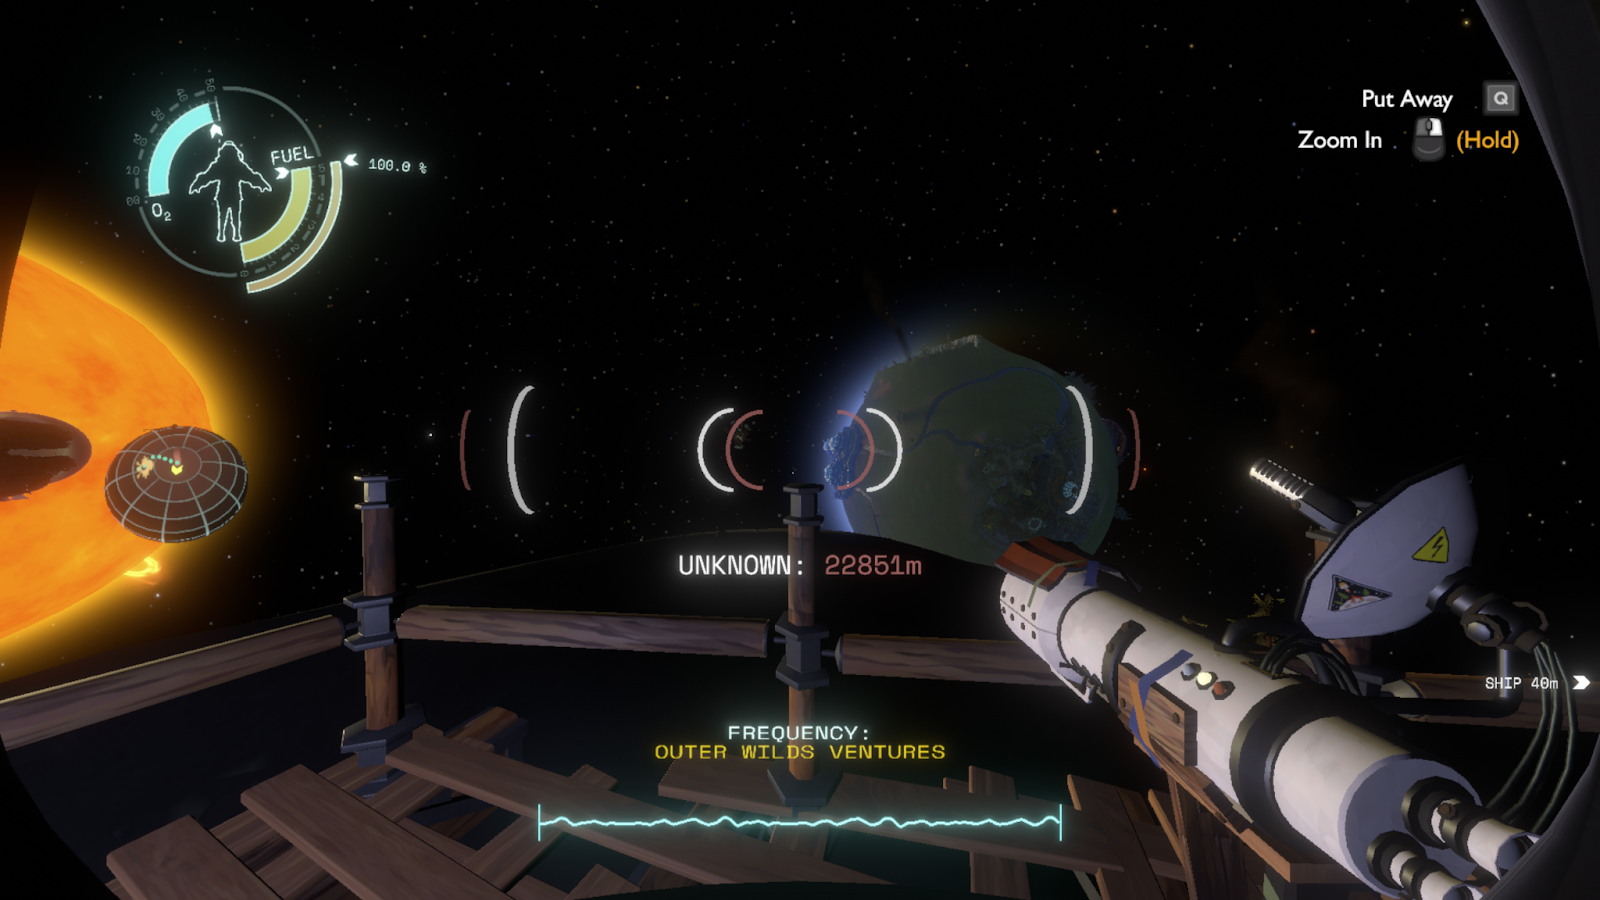 Put Away Q
Zoom In (Hold)
FUEL
100.0 %
O₂
UNKNOWN: 22851m
SHIP 40m
FREQUENCY:
OUTER WILDS VENTURES